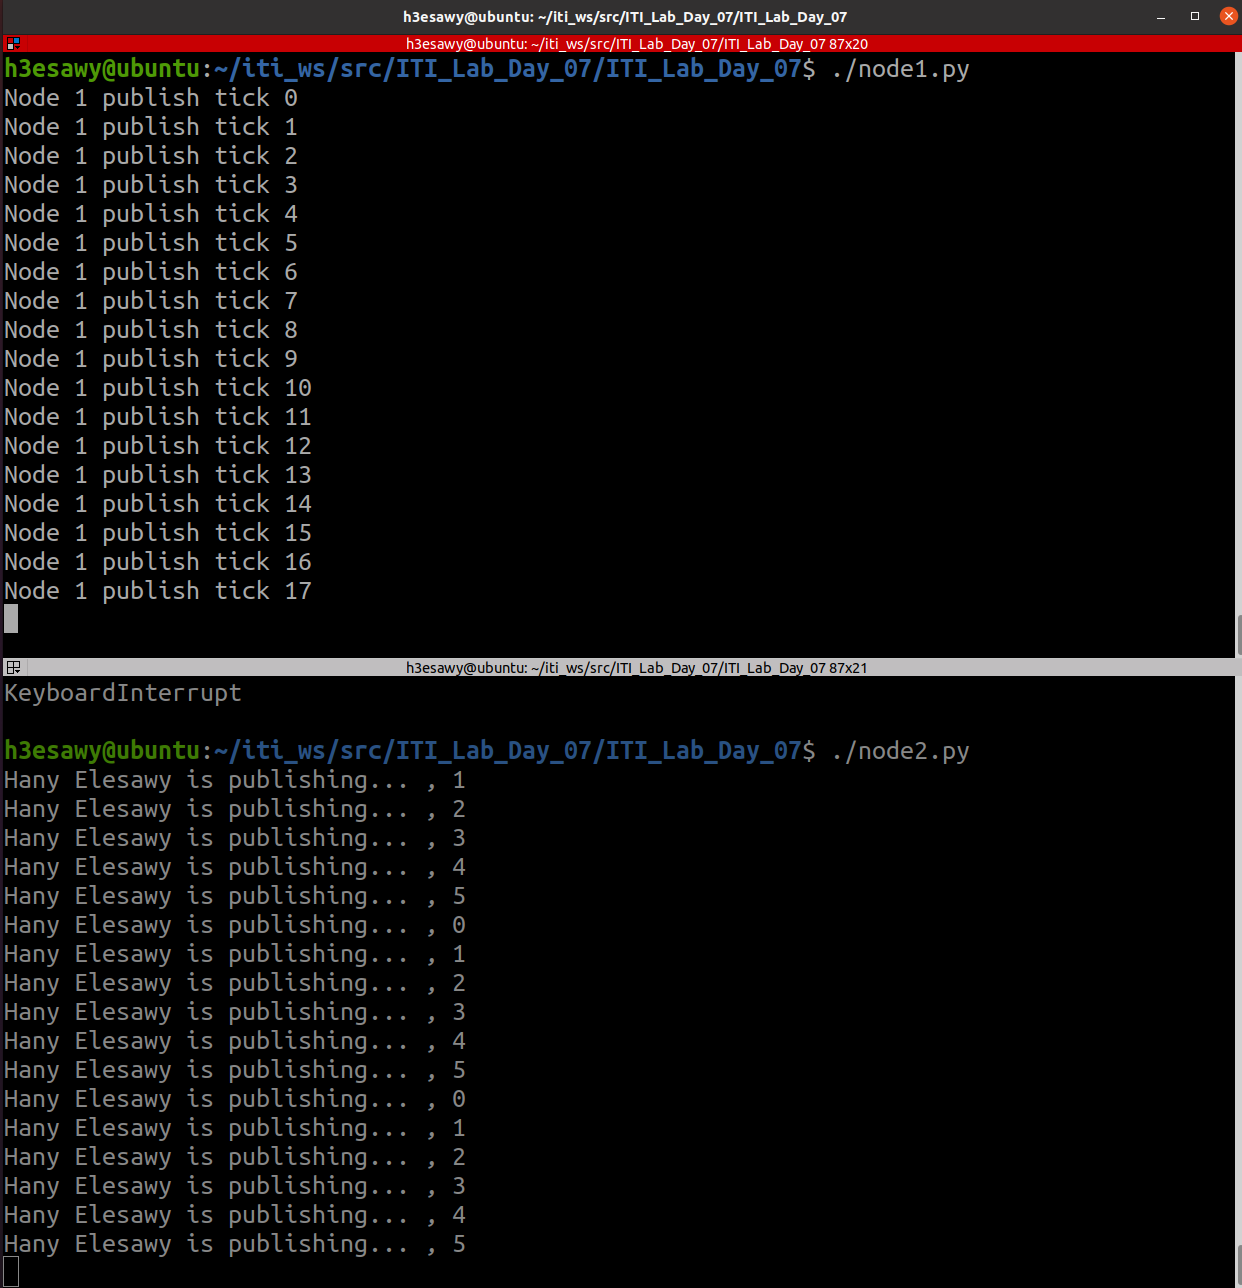 h3esawy@ubuntu: ~/iti_ws/src/ITI_Lab_Day_07/ITI_Lab_Day_07
h3esawy@ubuntu: ~/iti_ws/src/ITI_Lab_Day_07/ITI_Lab_Day_07 87x20
h3esawy@ubuntu:~/iti_ws/src/ITI_Lab_Day_07/ITI_Lab_Day_07$ ./node1.py
Node 1 publish tick 0
Node 1 publish tick 1
Node 1 publish tick 2
Node 1 publish tick 3
Node 1 publish tick 4
Node 1 publish tick 5
Node 1 publish tick 6
Node 1 publish tick 7
Node 1 publish tick 8
Node 1 publish tick 9
Node 1 publish tick 10
Node 1 publish tick 11
Node 1 publish tick 12
Node 1 publish tick 13
Node 1 publish tick 14
Node 1 publish tick 15
Node 1 publish tick 16
Node 1 publish tick 17
h3esawy@ubuntu: ~/iti_ws/src/ITI_Lab_Day_07/ITI_Lab_Day_07 87x21
KeyboardInterrupt
h3esawy@ubuntu:~/iti_ws/src/ITI_Lab_Day_07/ITI_Lab_Day_07$ ./node2.py
Hany Elesawy is publishing... , 1
Hany Elesawy is publishing... , 2
Hany Elesawy is publishing... , 3
Hany Elesawy is publishing... , 4
Hany Elesawy is publishing... , 5
Hany Elesawy is publishing... , 0
Hany Elesawy is publishing... , 1
Hany Elesawy is publishing... , 2
Hany Elesawy is publishing... , 3
Hany Elesawy is publishing... , 4
Hany Elesawy is publishing... , 5
Hany Elesawy is publishing... , 0
Hany Elesawy is publishing... , 1
Hany Elesawy is publishing... , 2
Hany Elesawy is publishing... , 3
Hany Elesawy is publishing... , 4
Hany Elesawy is publishing... , 5